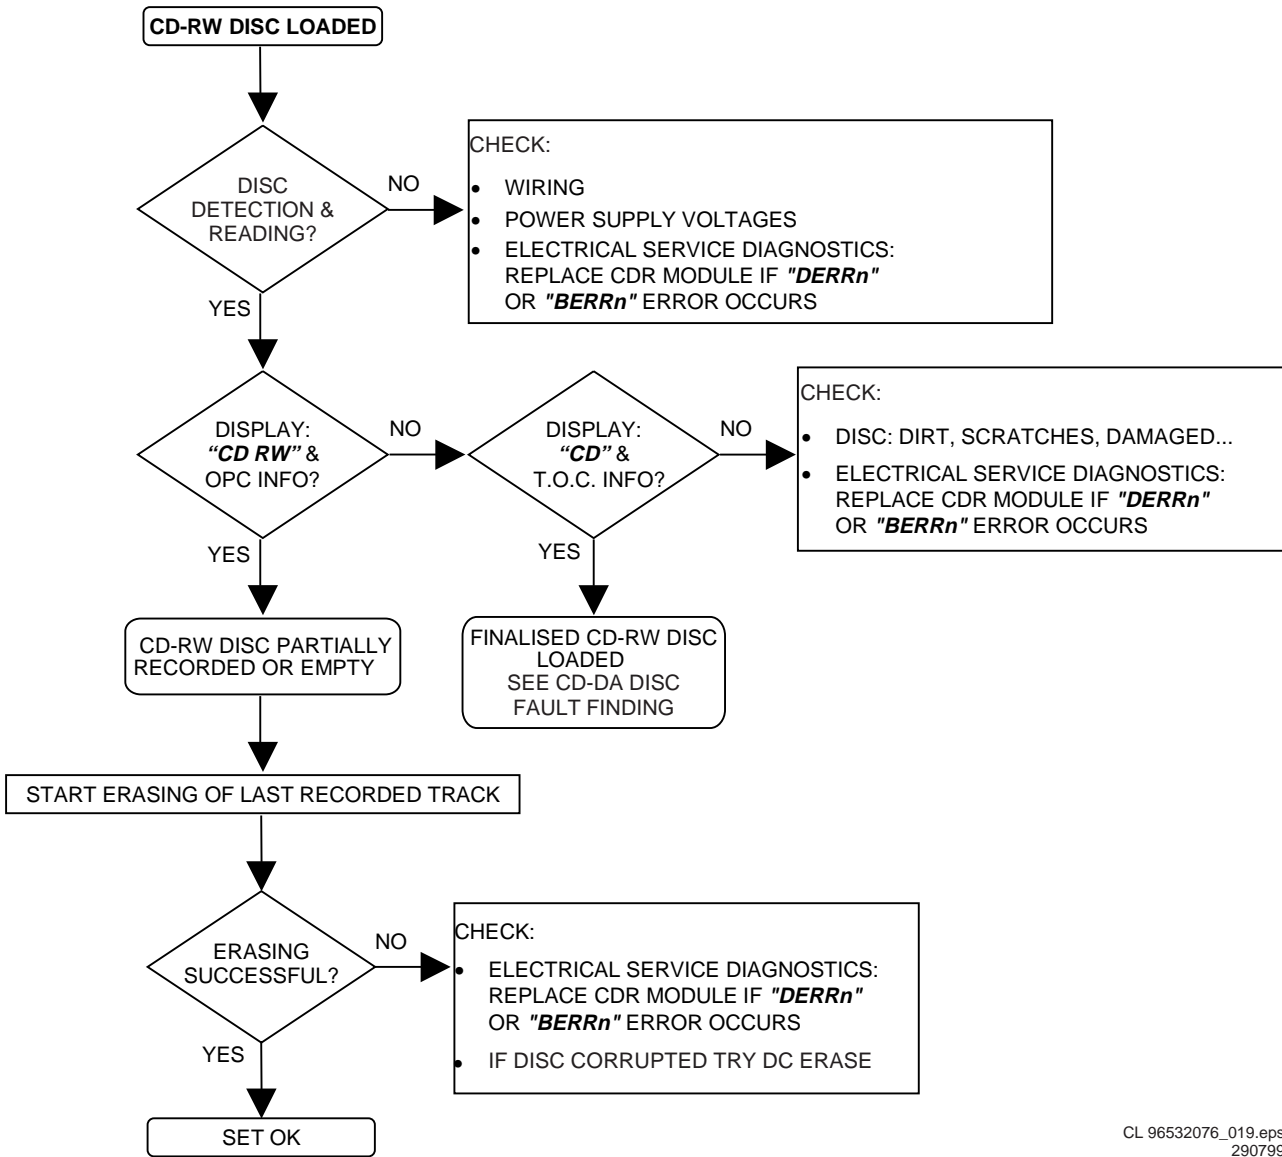 CD-RW DISC LOADED
DISC
DETECTION &
READING?
NO
YES
CHECK:
• WIRING
• POWER SUPPLY VOLTAGES
• ELECTRICAL SERVICE DIAGNOSTICS:
REPLACE CDR MODULE IF "DERRn"
OR "BERRn" ERROR OCCURS
DISPLAY:
“CD RW” &
OPC INFO?
NO
YES
DISPLAY:
“CD” &
T.O.C. INFO?
NO
YES
CHECK:
• DISC: DIRT, SCRATCHES, DAMAGED...
• ELECTRICAL SERVICE DIAGNOSTICS:
REPLACE CDR MODULE IF "DERRn"
OR "BERRn" ERROR OCCURS
CD-RW DISC PARTIALLY
RECORDED OR EMPTY
FINALISED CD-RW DISC
LOADED
SEE CD-DA DISC
FAULT FINDING
START ERASING OF LAST RECORDED TRACK
ERASING
SUCCESSFUL?
NO
YES
CHECK:
• ELECTRICAL SERVICE DIAGNOSTICS:
REPLACE CDR MODULE IF "DERRn"
OR "BERRn" ERROR OCCURS
• IF DISC CORRUPTED TRY DC ERASE
SET OK
CL 96532076_019.eps
290799